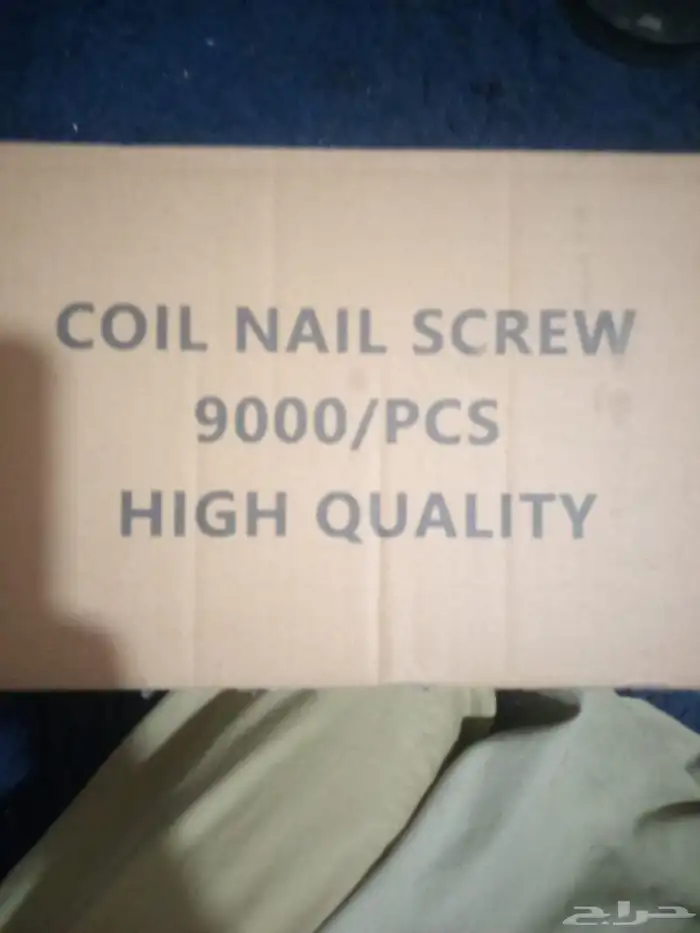 COIL NAIL SCREW
9000/PCS
HIGH QUALITY
حراج